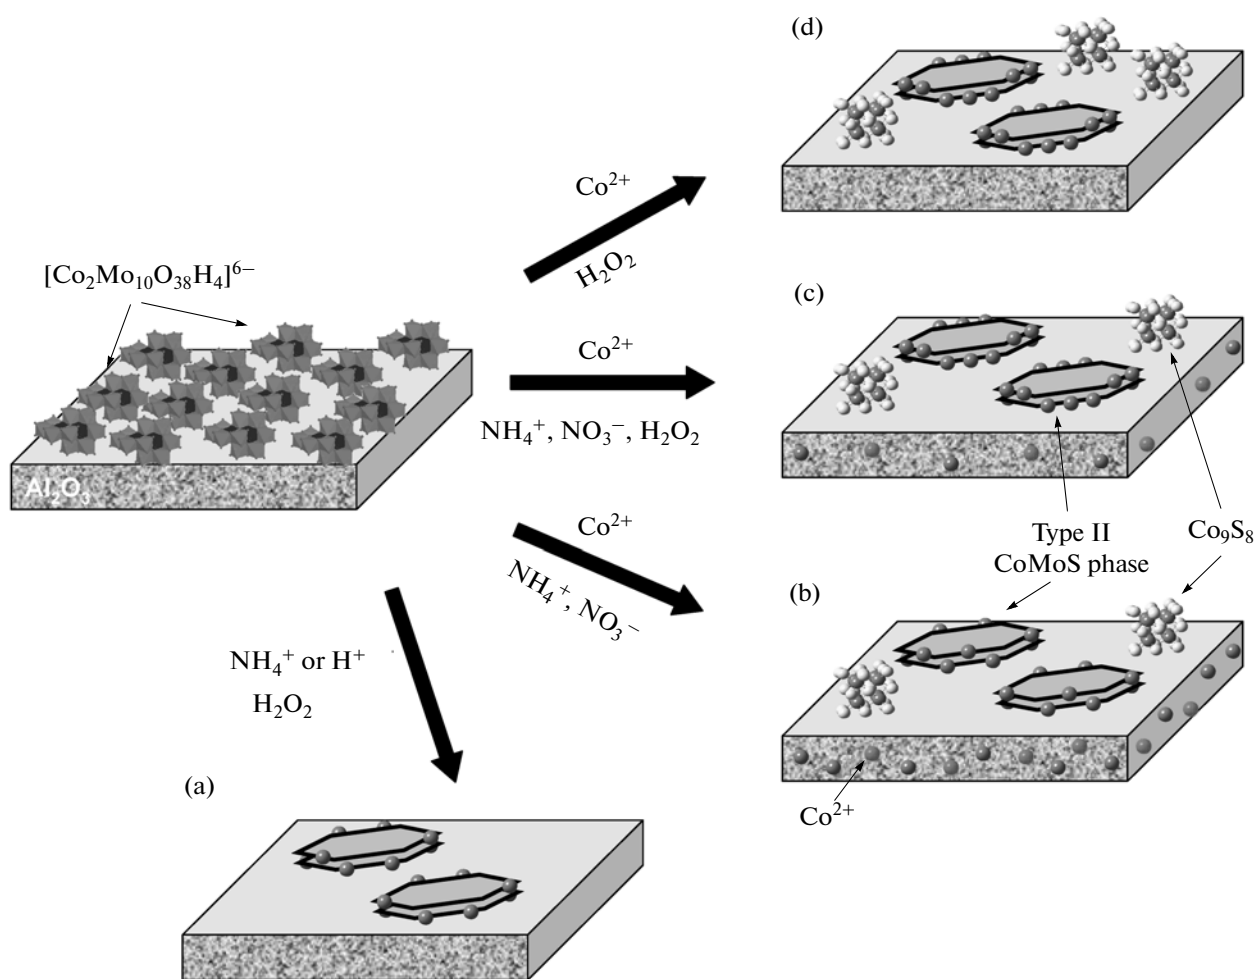 (d)
Co²⁺
H₂O₂
[Co₂Mo₁₀O₃₈H₄]⁶⁻
(c)
Co²⁺
NH₄⁺, NO₃⁻, H₂O₂
Al₂O₃
Co²⁺
Type II
CoMoS phase
Co₉S₈
NH₄⁺, NO₃⁻
(b)
NH₄⁺ or H⁺
H₂O₂
(a)
Co²⁺